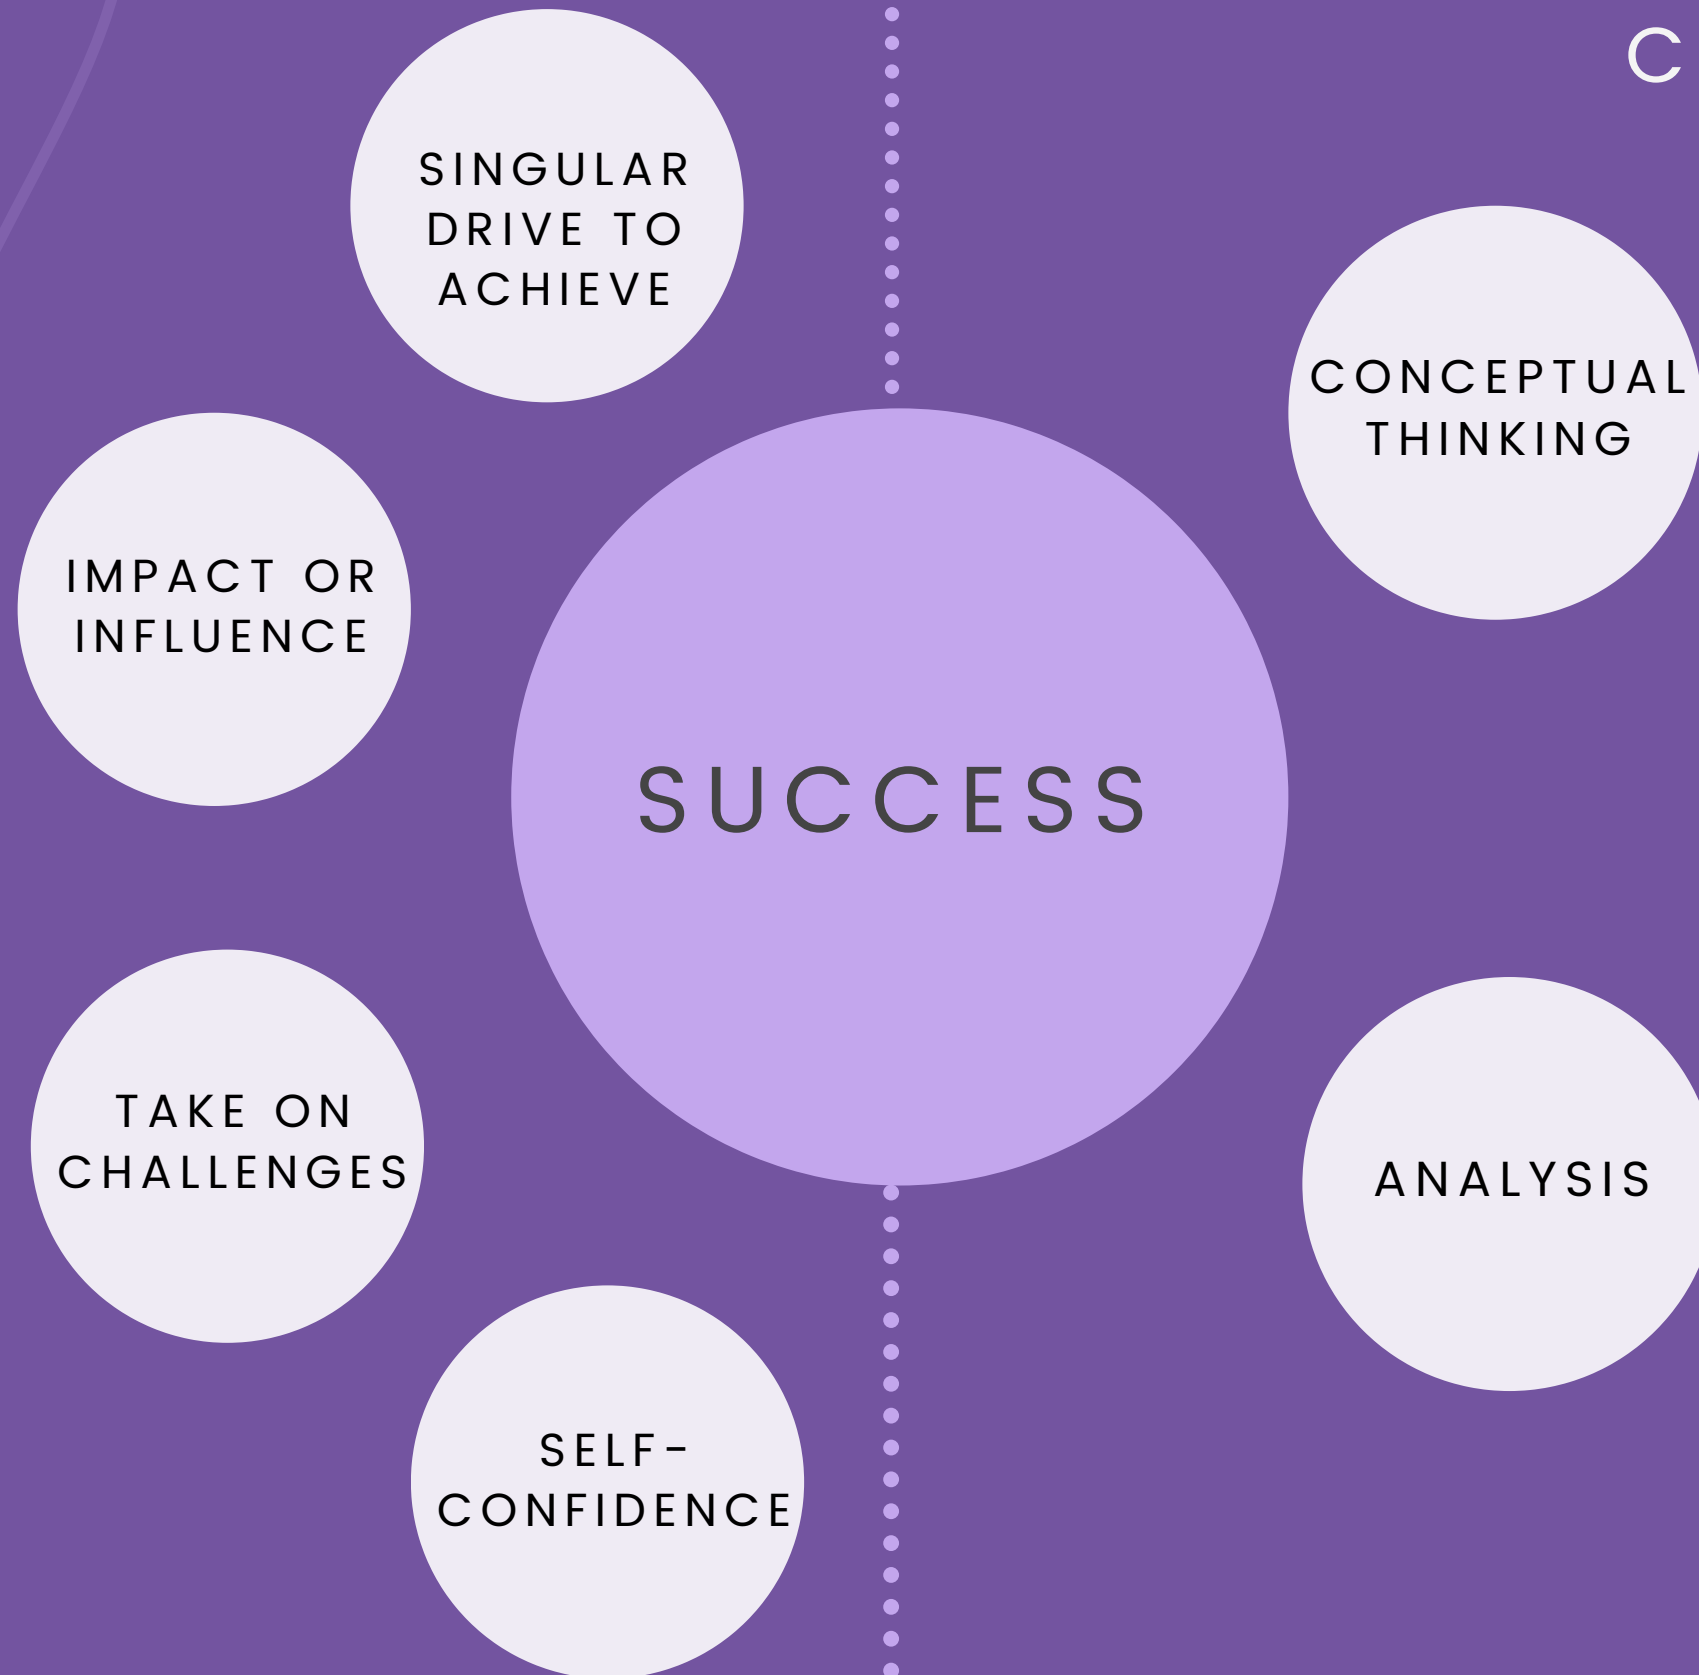 C
SINGULAR
DRIVE TO
ACHIEVE
CONCEPTUAL
THINKING
IMPACT OR
INFLUENCE
SUCCESS
TAKE ON
CHALLENGES
ANALYSIS
SELF-
CONFIDENCE